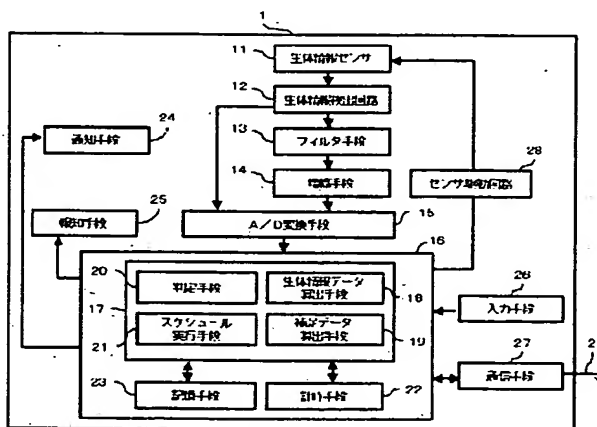 1
11
生体情報センサ
12
生体情報検出回路
24
通知手段
13
フィルタ手段
14
増幅手段
28
センサ駆動回路
25
報知手段
A/D変換手段
15
16
20
判定手段
生体情報データ
算出手段
18
17
26
入力手段
21
スケジュール
実行手段
補足データ
算出手段
19
27
通信手段
2
23
記憶手段
計時手段
22